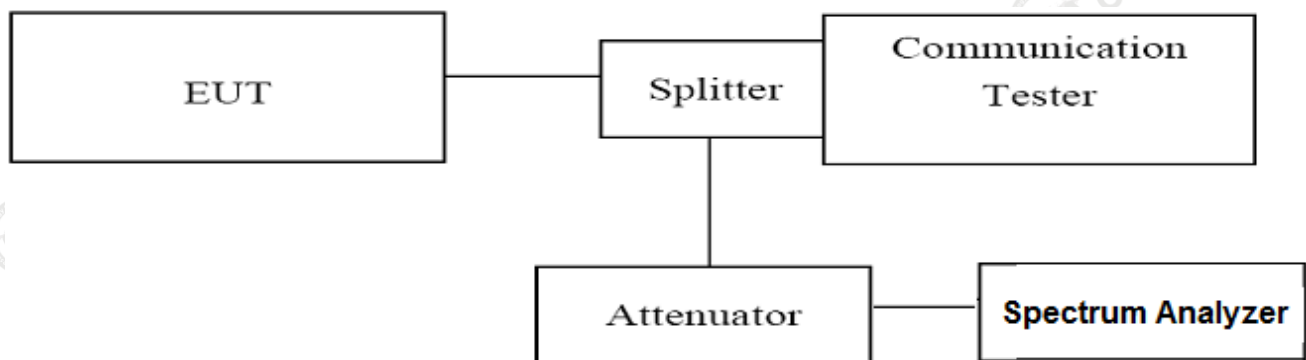 EUT
Splitter
Communication
Tester
Attenuator
Spectrum Analyzer